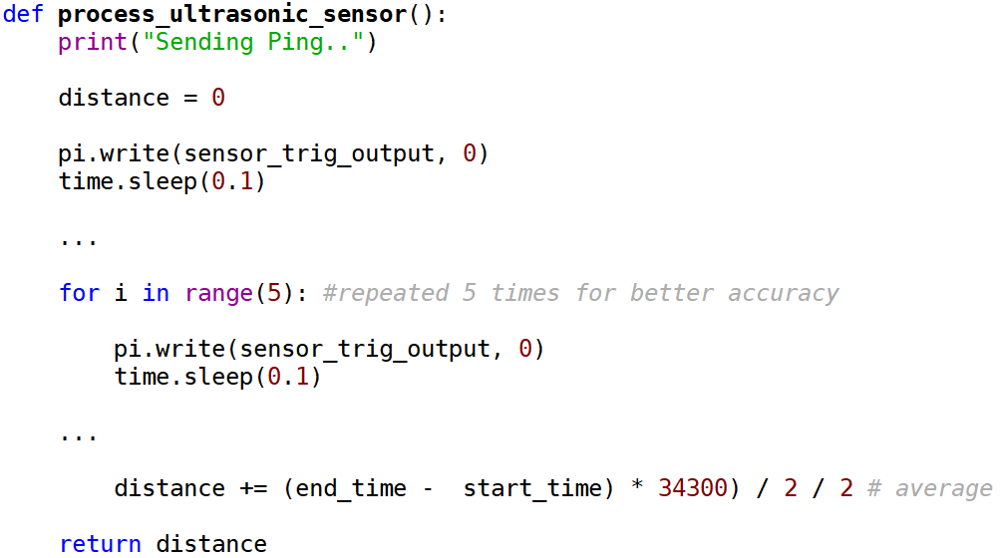 def process_ultrasonic_sensor():
    print("Sending Ping..")

    distance = 0

    pi.write(sensor_trig_output, 0)
    time.sleep(0.1)

    ...

    for i in range(5): #repeated 5 times for better accuracy

        pi.write(sensor_trig_output, 0)
        time.sleep(0.1)

    ...

        distance += (end_time -  start_time) * 34300) / 2 / 2 # average

    return distance